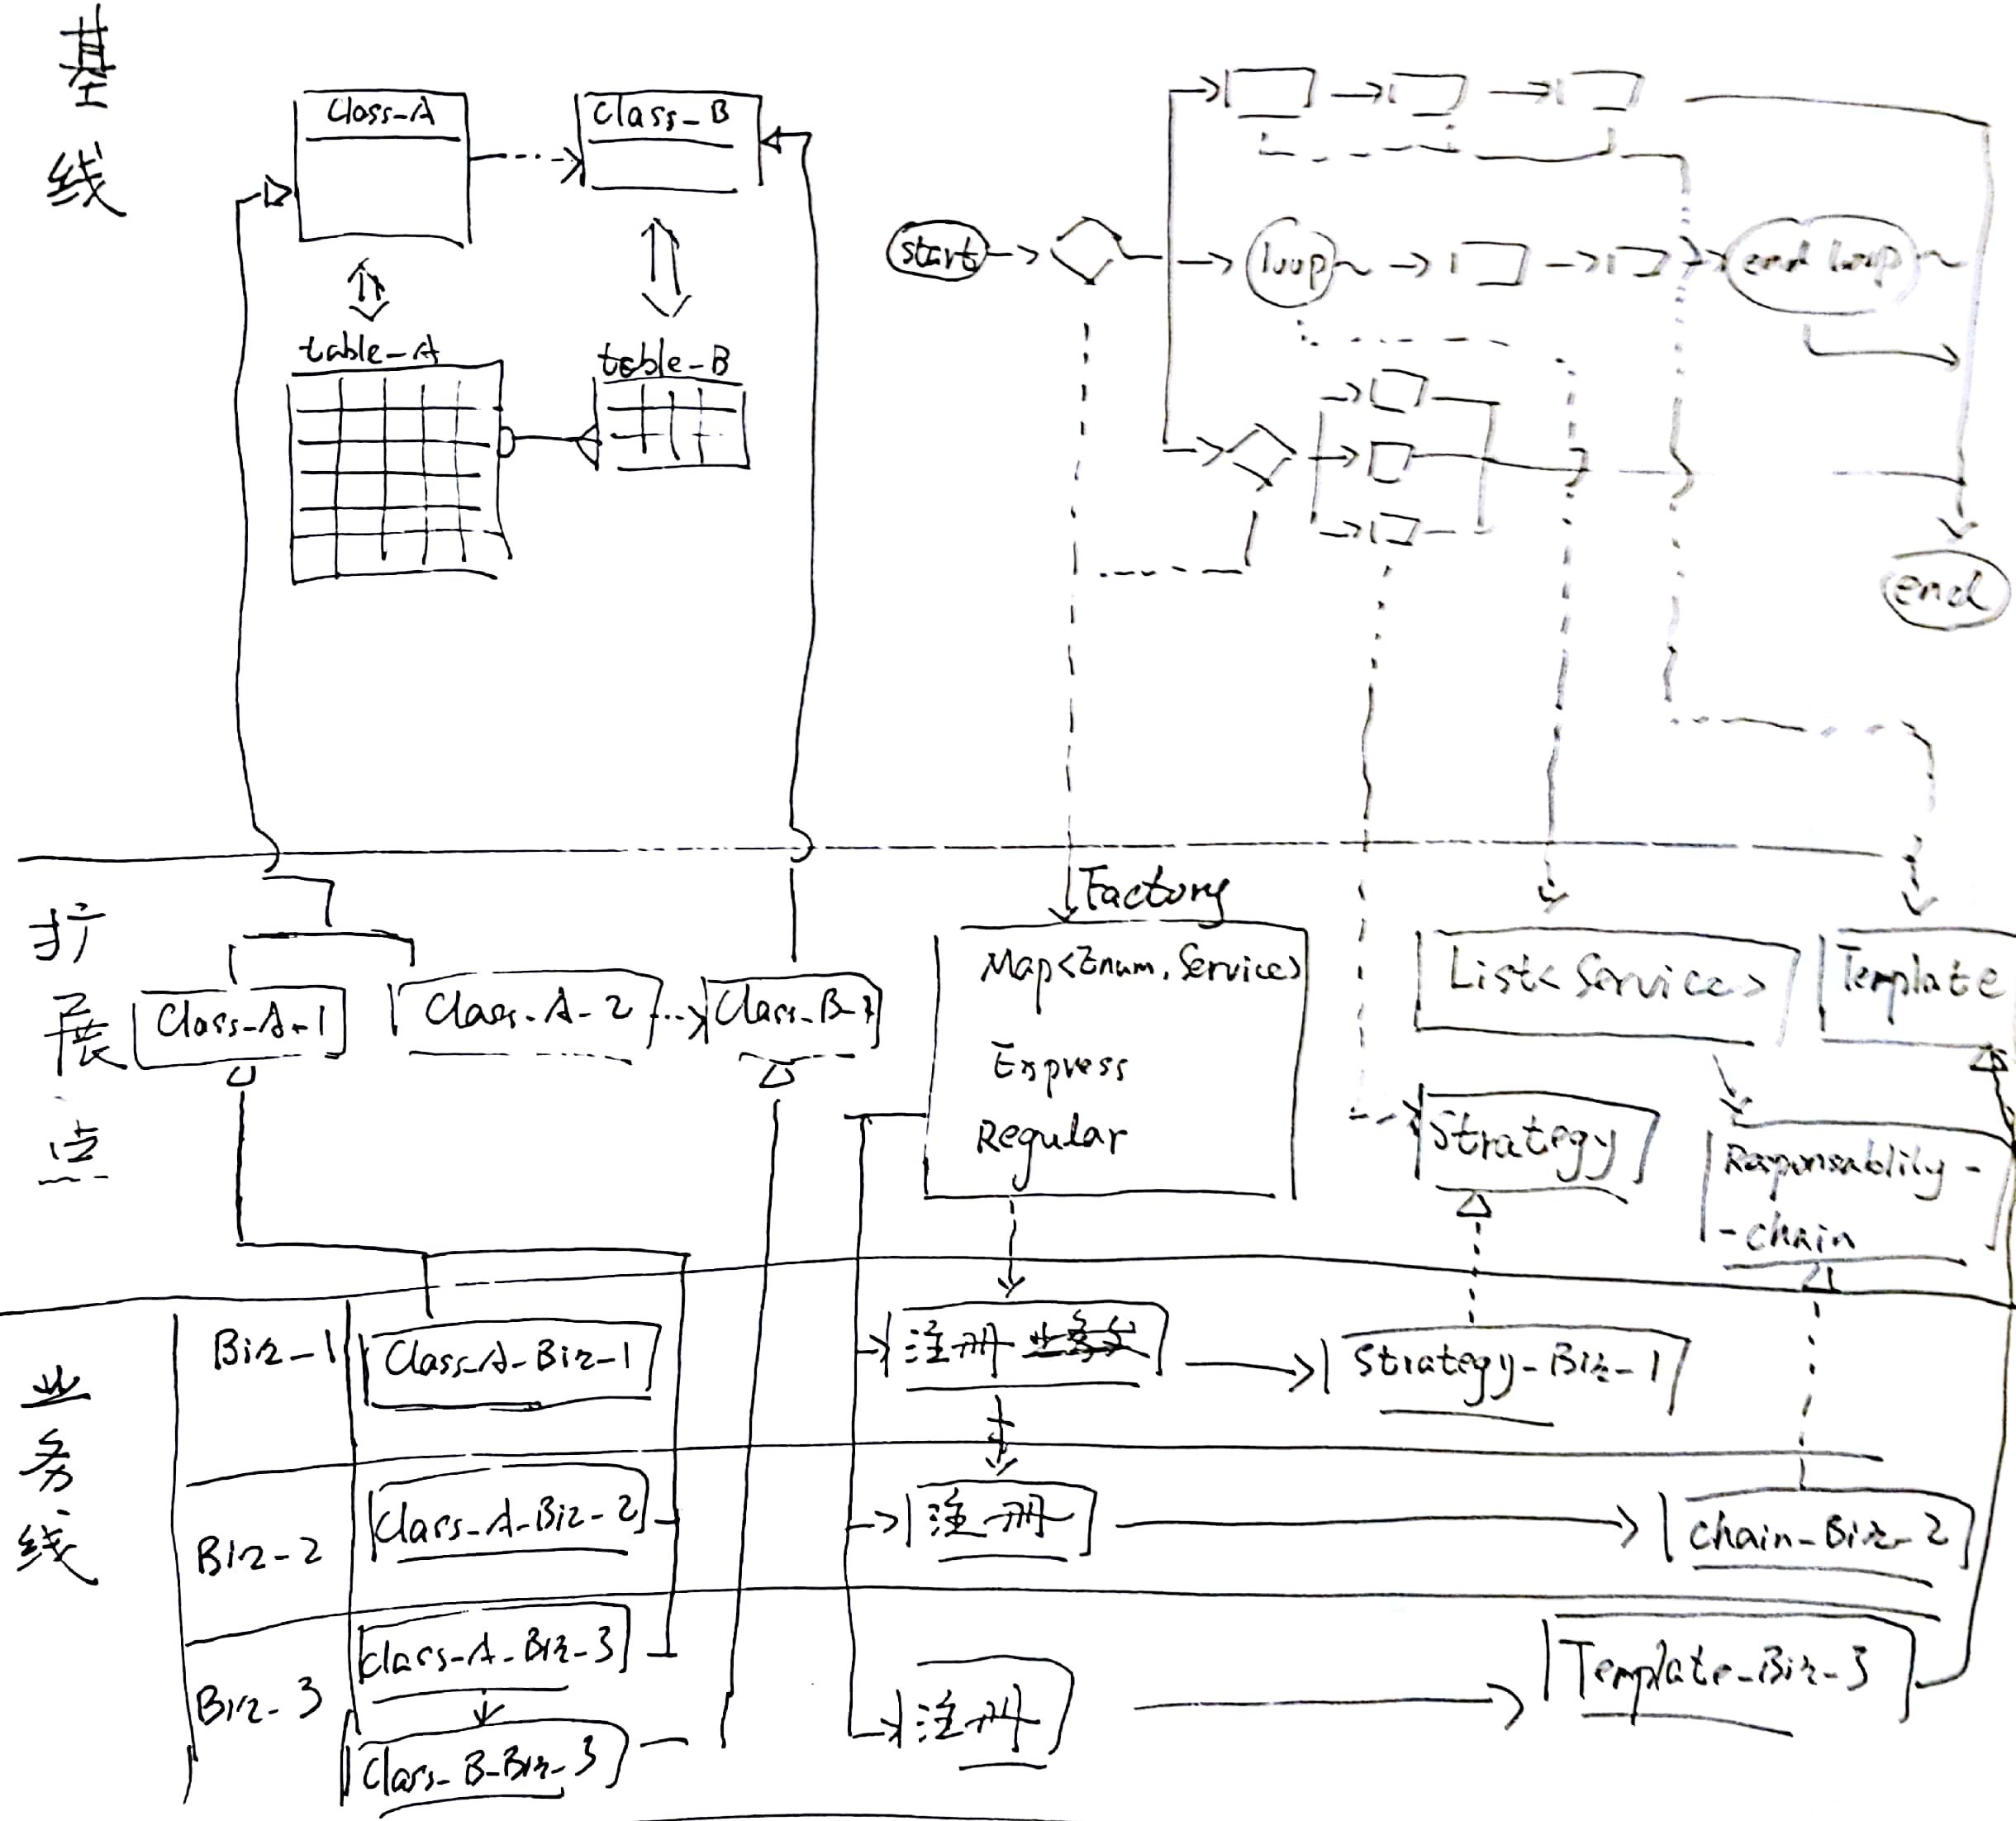 基线
Class-A
Class-B
table-A
table-B
start
loop
end loop
end
扩展点
Class-A-1
Class-A-2
Class-B-1
Factory
Map<Enum, Service>
Express
Regular
List<Service>
Template
Strategy
Responsablily-
-chain
业务线
Biz-1
Class-A-Biz-1
注册
Strategy-Biz-1
Biz-2
Class-A-Biz-2
注册
chain-Biz-2
Biz-3
Class-A-Biz-3
Class-B-Biz-3
注册
Template-Biz-3